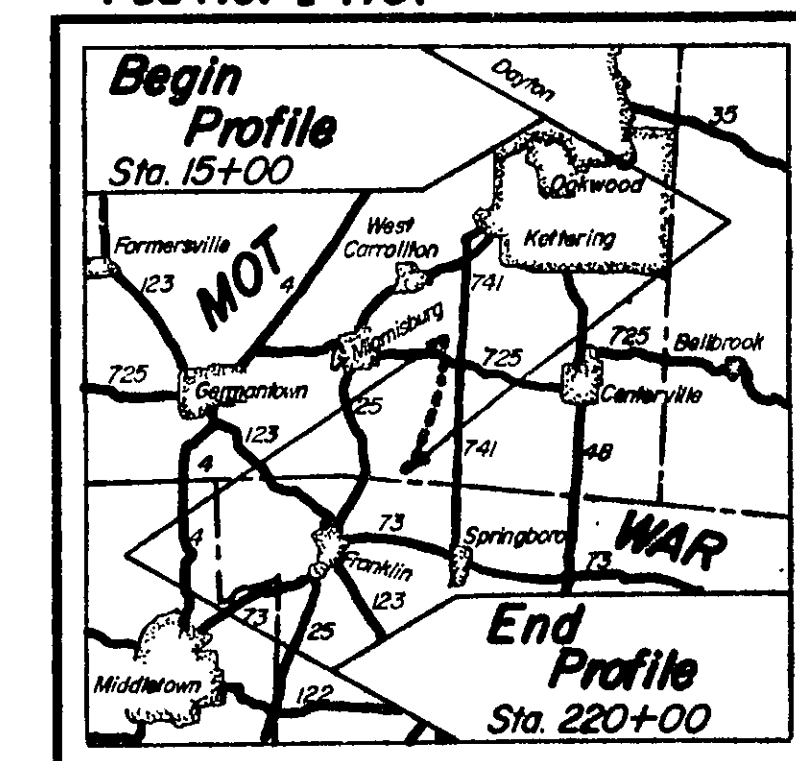 Begin
Profile
Sta. 15+00
Dayton
35
Oakwood
Kettering
West
Carrollton
Farmersville
123
MOT
4
741
Miamisburg
725
Bellbrook
725
Germantown
725
Centerville
25
123
4
741
48
4
73
Springboro
WAR
Franklin
73
73
123
25
End
Profile
Sta. 220+00
Middletown
122